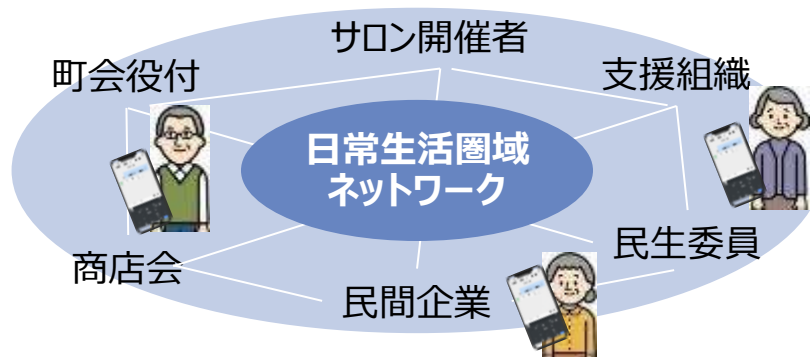 サロン開催者
町会役付
支援組織
日常生活圏域
ネットワーク
商店会
民生委員
民間企業